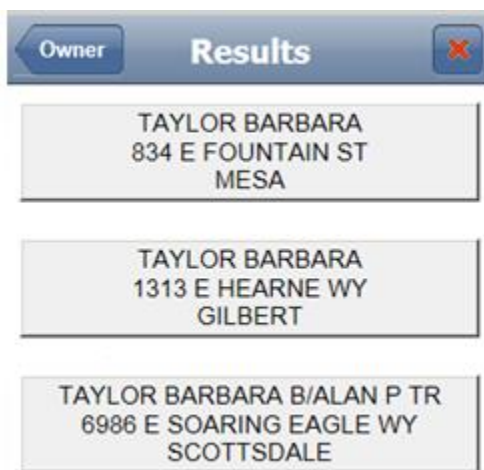 Owner
Results
TAYLOR BARBARA
834 E FOUNTAIN ST
MESA
TAYLOR BARBARA
1313 E HEARNE WY
GILBERT
TAYLOR BARBARA B/ALAN P TR
6986 E SOARING EAGLE WY
SCOTTSDALE